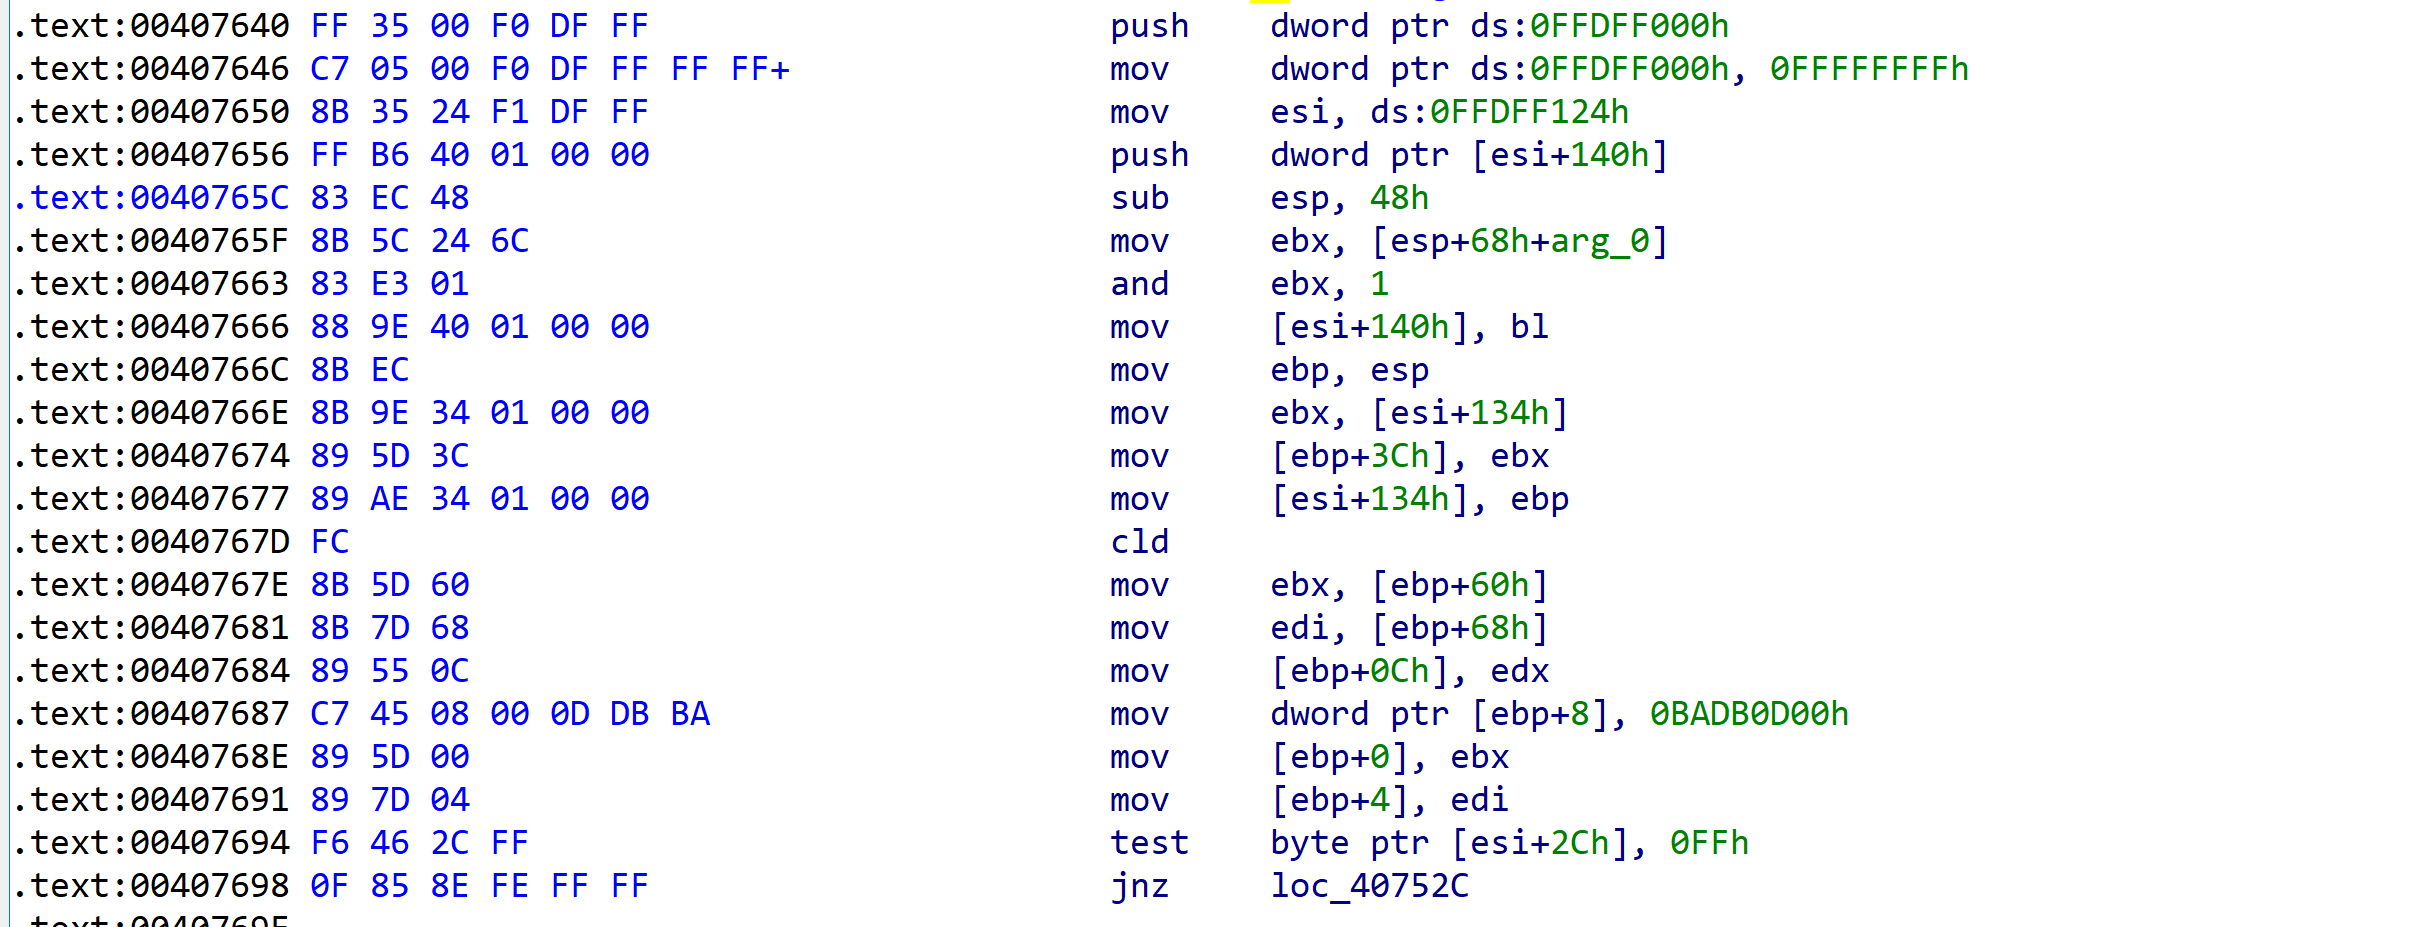 .text:00407640 FF 35 00 F0 DF FF push dword ptr ds:0FFDFF000h
.text:00407646 C7 05 00 F0 DF FF FF FF+ mov dword ptr ds:0FFDFF000h, 0FFFFFFFFh
.text:00407650 8B 35 24 F1 DF FF mov esi, ds:0FFDFF124h
.text:00407656 FF B6 40 01 00 00 push dword ptr [esi+140h]
.text:0040765C 83 EC 48 sub esp, 48h
.text:0040765F 8B 5C 24 6C mov ebx, [esp+68h+arg_0]
.text:00407663 83 E3 01 and ebx, 1
.text:00407666 88 9E 40 01 00 00 mov [esi+140h], bl
.text:0040766C 8B EC mov ebp, esp
.text:0040766E 8B 9E 34 01 00 00 mov ebx, [esi+134h]
.text:00407674 89 5D 3C mov [ebp+3Ch], ebx
.text:00407677 89 AE 34 01 00 00 mov [esi+134h], ebp
.text:0040767D FC cld
.text:0040767E 8B 5D 60 mov ebx, [ebp+60h]
.text:00407681 8B 7D 68 mov edi, [ebp+68h]
.text:00407684 89 55 0C mov [ebp+0Ch], edx
.text:00407687 C7 45 08 00 0D DB BA mov dword ptr [ebp+8], 0BADB0D00h
.text:0040768E 89 5D 00 mov [ebp+0], ebx
.text:00407691 89 7D 04 mov [ebp+4], edi
.text:00407694 F6 46 2C FF test byte ptr [esi+2Ch], 0FFh
.text:00407698 0F 85 8E FE FF FF jnz loc_40752C